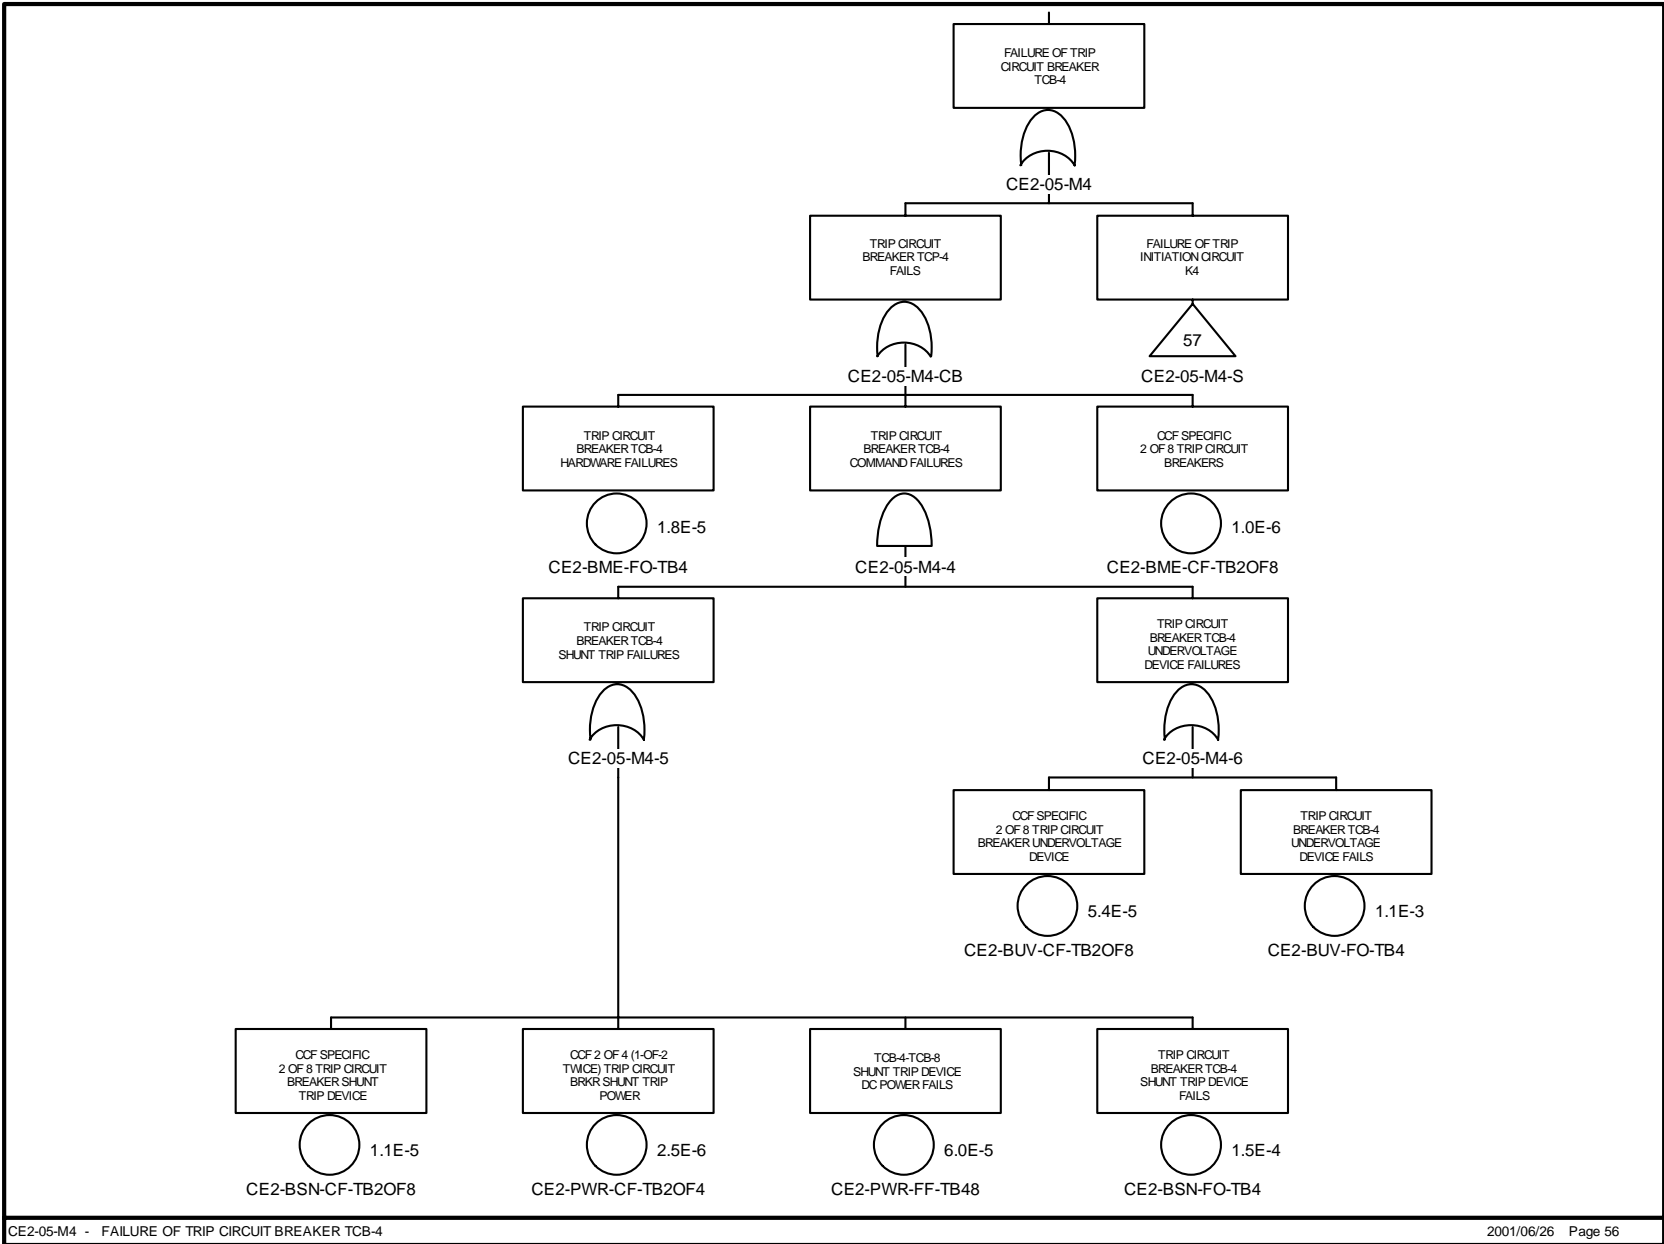 FAILURE OF TRIP
CIRCUIT BREAKER
TCB-4
CE2-05-M4
TRIP CIRCUIT
BREAKER TCP-4
FAILS
FAILURE OF TRIP
INITIATION CIRCUIT
K4
57
CE2-05-M4-CB
CE2-05-M4-S
TRIP CIRCUIT
BREAKER TCB-4
HARDWARE FAILURES
TRIP CIRCUIT
BREAKER TCB-4
COMMAND FAILURES
CCF SPECIFIC
2 OF 8 TRIP CIRCUIT
BREAKERS
1.8E-5
1.0E-6
CE2-BME-FO-TB4
CE2-05-M4-4
CE2-BME-CF-TB2OF8
TRIP CIRCUIT
BREAKER TCB-4
SHUNT TRIP FAILURES
TRIP CIRCUIT
BREAKER TCB-4
UNDERVOLTAGE
DEVICE FAILURES
CE2-05-M4-5
CE2-05-M4-6
CCF SPECIFIC
2 OF 8 TRIP CIRCUIT
BREAKER UNDERVOLTAGE
DEVICE
TRIP CIRCUIT
BREAKER TCB-4
UNDERVOLTAGE
DEVICE FAILS
5.4E-5
1.1E-3
CE2-BUV-CF-TB2OF8
CE2-BUV-FO-TB4
CCF SPECIFIC
2 OF 8 TRIP CIRCUIT
BREAKER SHUNT
TRIP DEVICE
CCF 2 OF 4 (1-OF-2
TWICE) TRIP CIRCUIT
BRKR SHUNT TRIP
POWER
TCB-4-TCB-8
SHUNT TRIP DEVICE
DC POWER FAILS
TRIP CIRCUIT
BREAKER TCB-4
SHUNT TRIP DEVICE
FAILS
1.1E-5
2.5E-6
6.0E-5
1.5E-4
CE2-BSN-CF-TB2OF8
CE2-PWR-CF-TB2OF4
CE2-PWR-FF-TB48
CE2-BSN-FO-TB4
CE2-05-M4 - FAILURE OF TRIP CIRCUIT BREAKER TCB-4
2001/06/26 Page 56